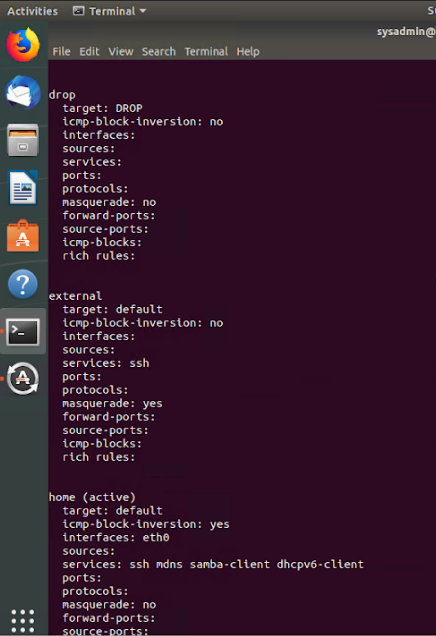 Activities Terminal
sysadmin@
File Edit View Search Terminal Help
drop
target: DROP
icmp-block-inversion: no
interfaces:
sources:
services:
ports:
protocols:
masquerade: no
forward-ports:
source-ports:
icmp-blocks:
rich rules:
external
target: default
icmp-block-inversion: no
interfaces:
sources:
services: ssh
ports:
protocols:
masquerade: yes
forward-ports:
source-ports:
icmp-blocks:
rich rules:
home (active)
target: default
icmp-block-inversion: yes
interfaces: eth0
sources:
services: ssh mdns samba-client dhcpv6-client
ports:
protocols:
masquerade: no
forward-ports:
source-ports: